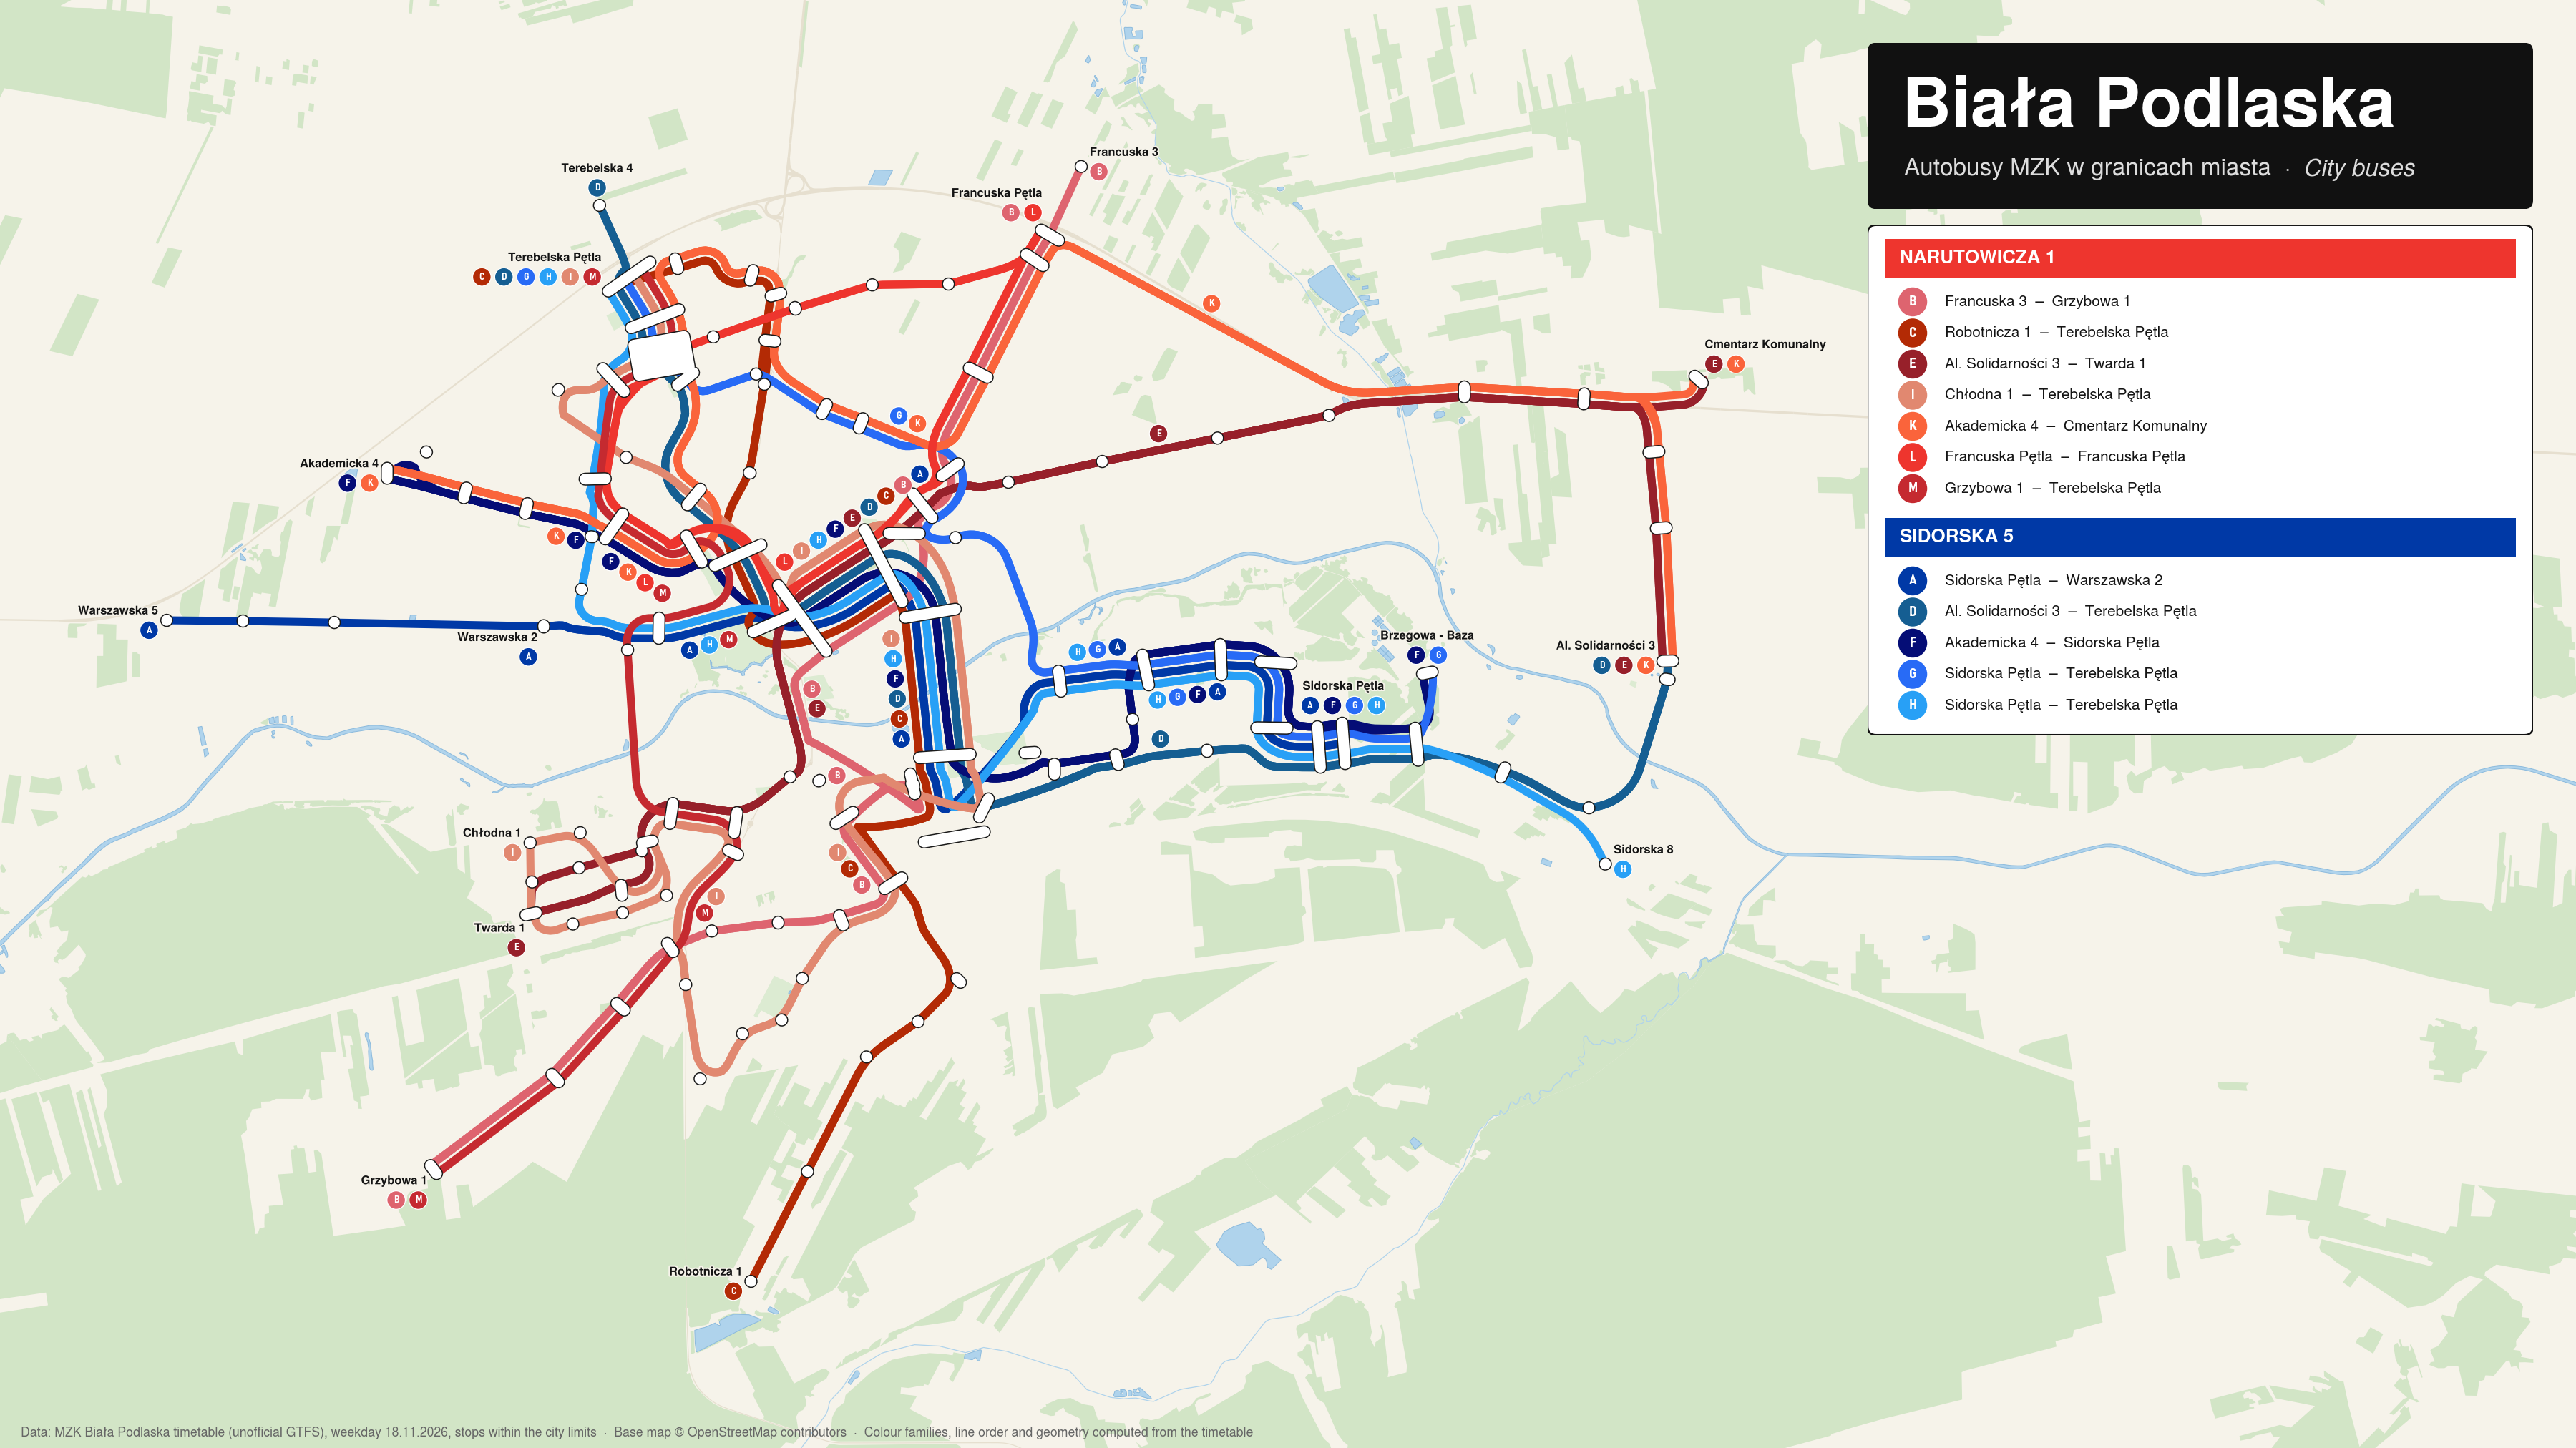 Biała Podlaska
Autobusy MZK w granicach miasta · City buses
NARUTOWICZA 1
B Francuska 3 – Grzybowa 1
C Robotnicza 1 – Terebelska Pętla
E Al. Solidarności 3 – Twarda 1
I Chłodna 1 – Terebelska Pętla
K Akademicka 4 – Cmentarz Komunalny
L Francuska Pętla – Francuska Pętla
M Grzybowa 1 – Terebelska Pętla
SIDORSKA 5
A Sidorska Pętla – Warszawska 2
D Al. Solidarności 3 – Terebelska Pętla
F Akademicka 4 – Sidorska Pętla
G Sidorska Pętla – Terebelska Pętla
H Sidorska Pętla – Terebelska Pętla
Francuska 3
B
Terebelska 4
D
Francuska Pętla
B L
Terebelska Pętla
C D G H I M
K
Cmentarz Komunalny
E K
G K
E
Akademicka 4
F K
A
B
C
D
E
F
H
I
L
K F
F
K
L
M
Warszawska 5
A
Warszawska 2
A
A H M
I
H
F
D
C
A
B
E
H G A
H G F A
Brzegowa - Baza
F G
Al. Solidarności 3
D E K
Sidorska Pętla
A F G H
D
B
Chłodna 1
I
I
C
B
Sidorska 8
H
I
M
Twarda 1
E
Grzybowa 1
B M
Robotnicza 1
C
Data: MZK Biała Podlaska timetable (unofficial GTFS), weekday 18.11.2026, stops within the city limits · Base map © OpenStreetMap contributors · Colour families, line order and geometry computed from the timetable